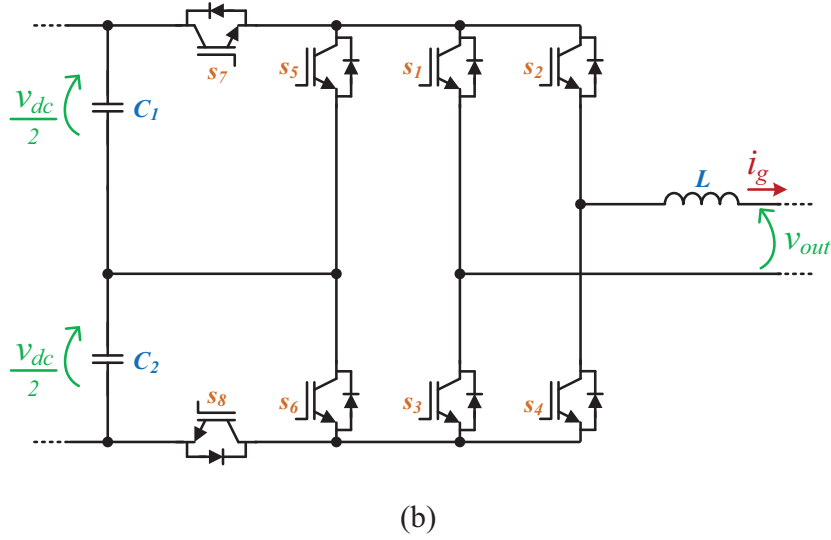 s7 s5 s1 s2
vdc/2 C1
ig
L
vout
vdc/2 C2
s8 s6 s3 s4
(b)